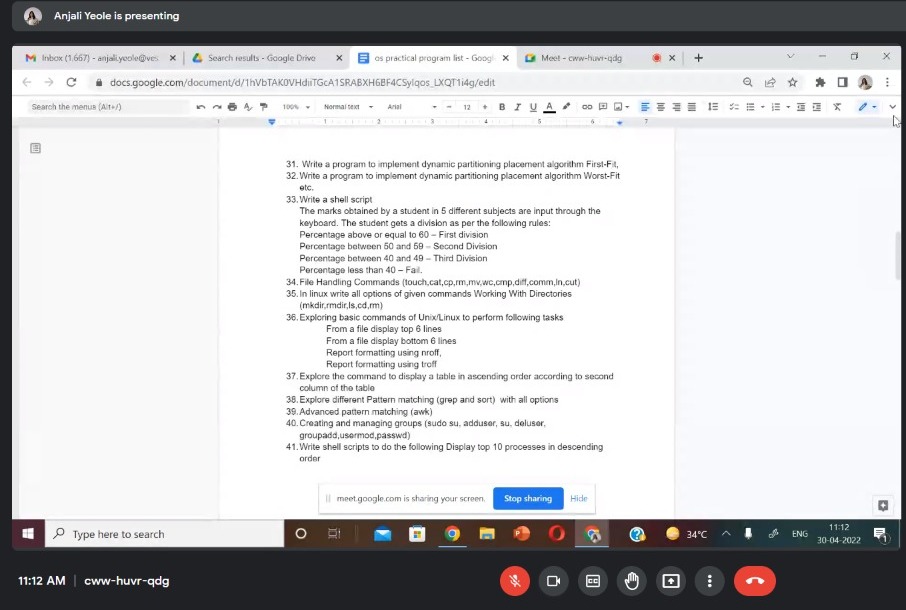 Anjali Yeole is presenting
Inbox (1,667) - anjali.yeole@ves
Search results - Google Drive
os practical program list - Googl
Meet - cww-huvr-qdg
Search the menus (Alt+/)
100%
Normal text
Arial
12
B I U A
1 2 3 4 5 6 7
31. Write a program to implement dynamic partitioning placement algorithm First-Fit,
32. Write a program to implement dynamic partitioning placement algorithm Worst-Fit
etc.
33. Write a shell script
The marks obtained by a student in 5 different subjects are input through the
keyboard. The student gets a division as per the following rules:
Percentage above or equal to 60 – First division
Percentage between 50 and 59 – Second Division
Percentage between 40 and 49 – Third Division
Percentage less than 40 – Fail.
34. File Handling Commands (touch,cat,cp,rm,mv,wc,cmp,diff,comm,ln,cut)
35. In linux write all options of given commands Working With Directories
(mkdir,rmdir,ls,cd,rm)
36. Exploring basic commands of Unix/Linux to perform following tasks
From a file display top 6 lines
From a file display bottom 6 lines
Report formatting using nroff,
Report formatting using troff
37. Explore the command to display a table in ascending order according to second
column of the table
38. Explore different Pattern matching (grep and sort) with all options
39. Advanced pattern matching (awk)
40. Creating and managing groups (sudo su, adduser, su, deluser,
groupadd,usermod,passwd)
41. Write shell scripts to do the following Display top 10 processes in descending
order
meet.google.com is sharing your screen.
Stop sharing
Hide
Type here to search
34°C
ENG
11:12
30-04-2022
11:12 AM | cww-huvr-qdg